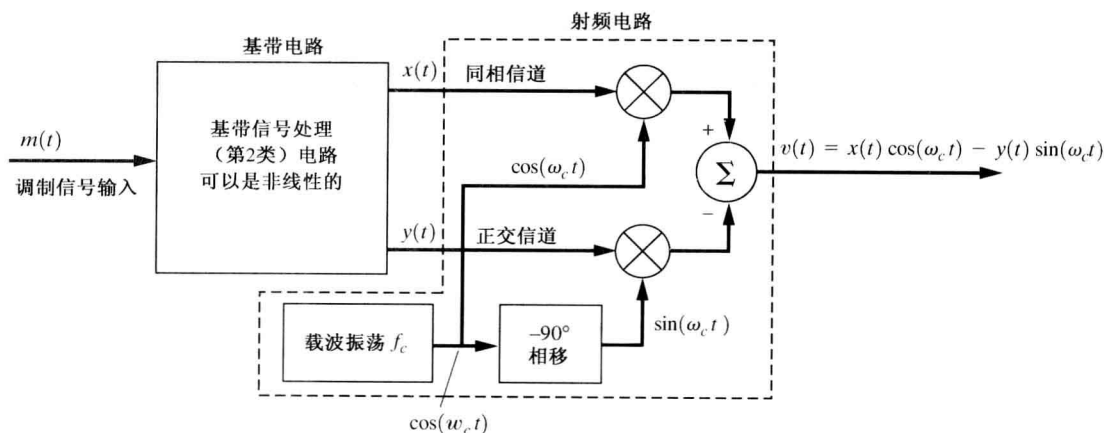 射频电路
基带电路
x(t) 同相信道
m(t)
调制信号输入
基带信号处理
（第2类）电路
可以是非线性的
cos(ω_c t)
+
Σ
−
v(t) = x(t) cos(ω_c t) − y(t) sin(ω_c t)
y(t) 正交信道
载波振荡 f_c
–90°
相移
sin(ω_c t)
cos(w_c t)